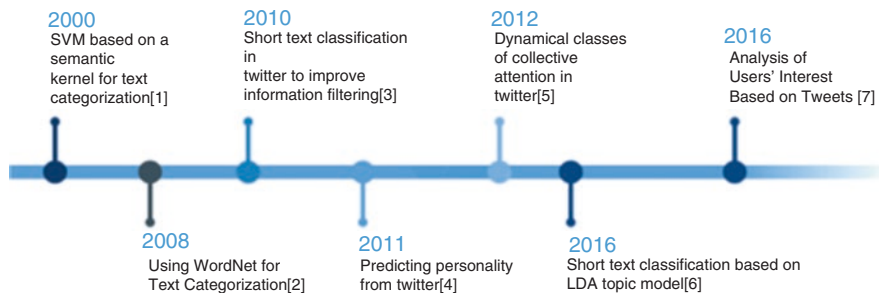 2000
SVM based on a
semantic
kernel for text
categorization[1]
2010
Short text classification
in
twitter to improve
information filtering[3]
2012
Dynamical classes
of collective
attention in
twitter[5]
2016
Analysis of
Users' Interest
Based on Tweets [7]
2008
Using WordNet for
Text Categorization[2]
2011
Predicting personality
from twitter[4]
2016
Short text classification based on
LDA topic model[6]